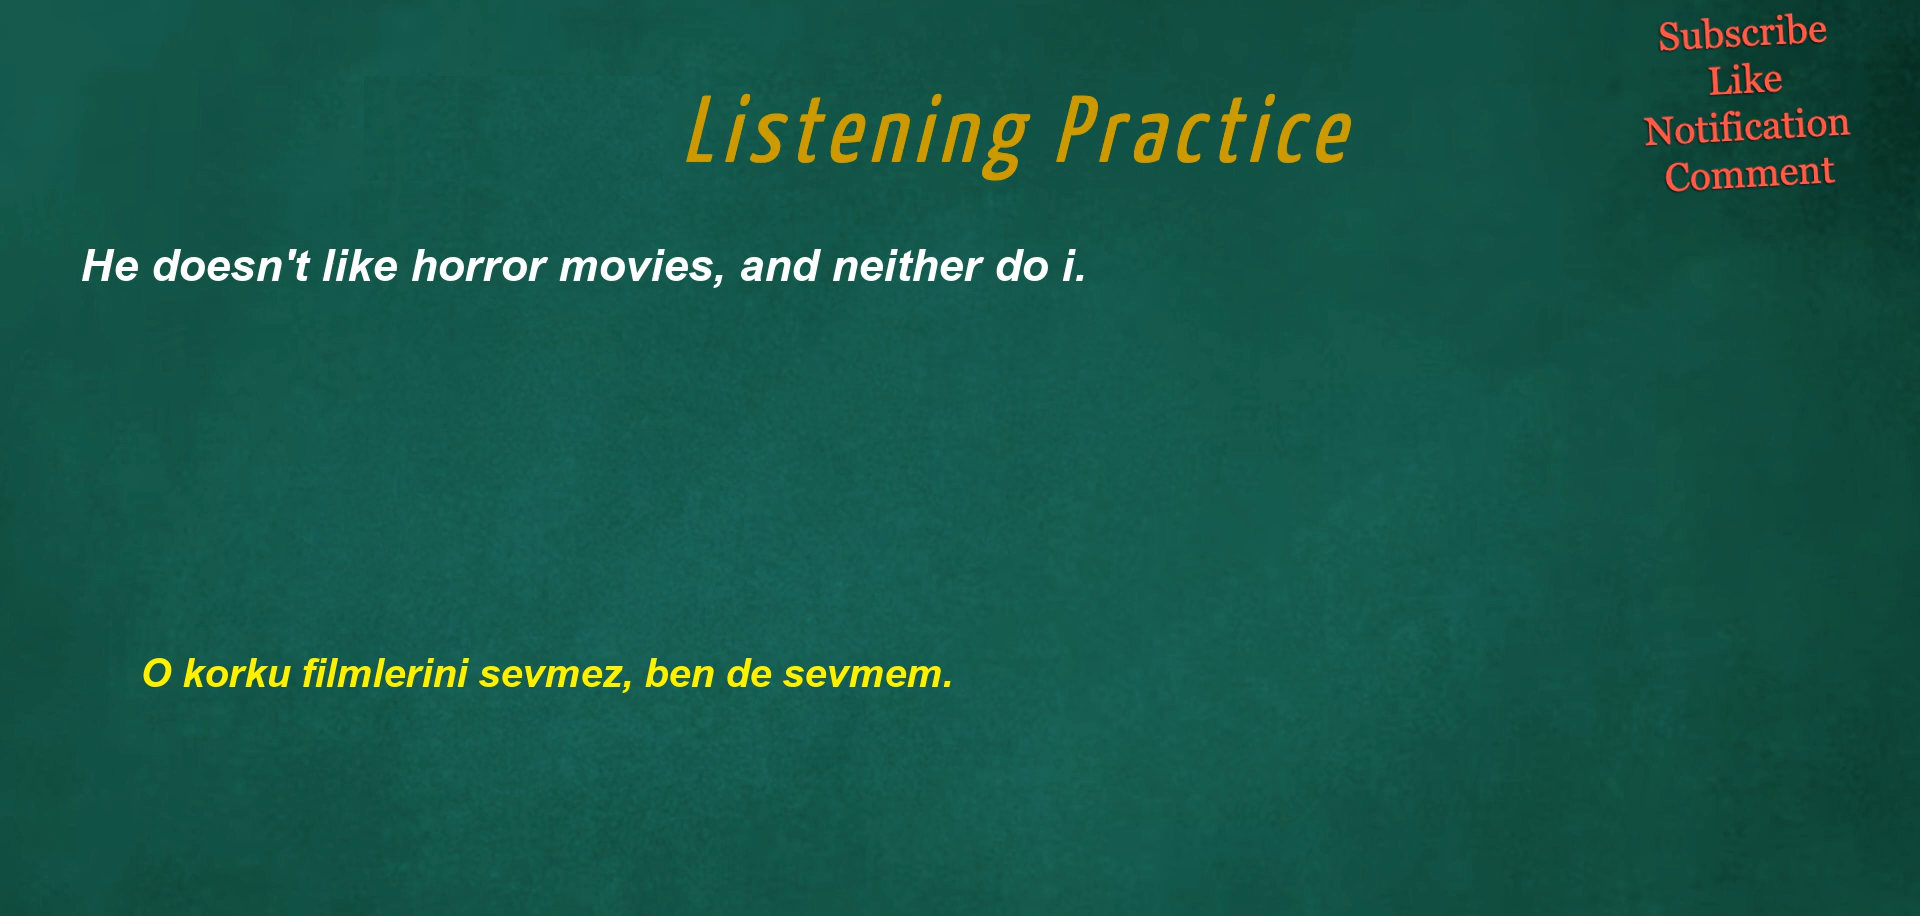 Subscribe
Like
Notification
Comment
Listening Practice
He doesn't like horror movies, and neither do i.
O korku filmlerini sevmez, ben de sevmem.